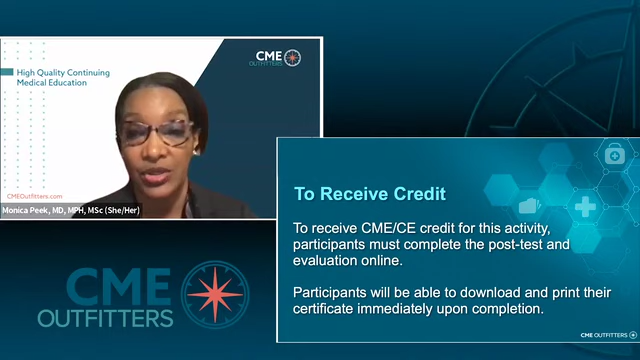 High Quality Continuing
Medical Education
CME
OUTFITTERS
CMEOutfitters.com
Monica Peek, MD, MPH, MSc (She/Her)
CME
OUTFITTERS
To Receive Credit
To receive CME/CE credit for this activity,
participants must complete the post-test and
evaluation online.
Participants will be able to download and print their
certificate immediately upon completion.
CME OUTFITTERS